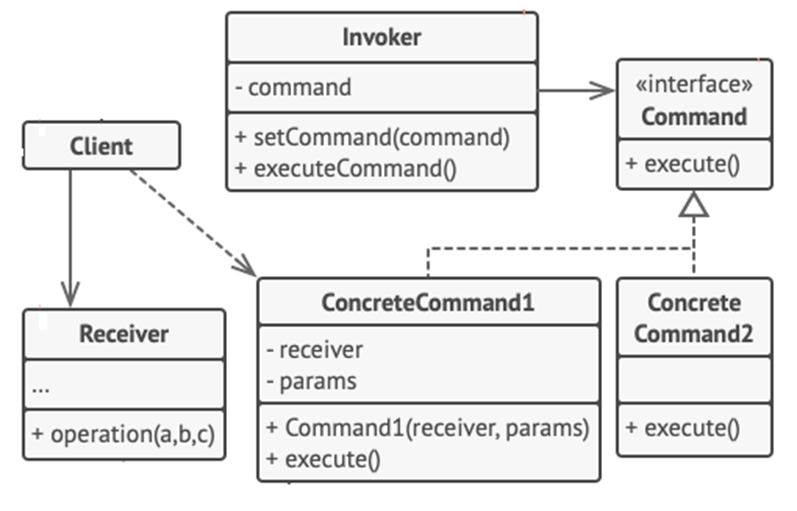 Invoker
- command
+ setCommand(command)
+ executeCommand()
«interface»
Command
+ execute()
Client
Receiver
...
+ operation(a,b,c)
ConcreteCommand1
- receiver
- params
+ Command1(receiver, params)
+ execute()
Concrete
Command2
+ execute()